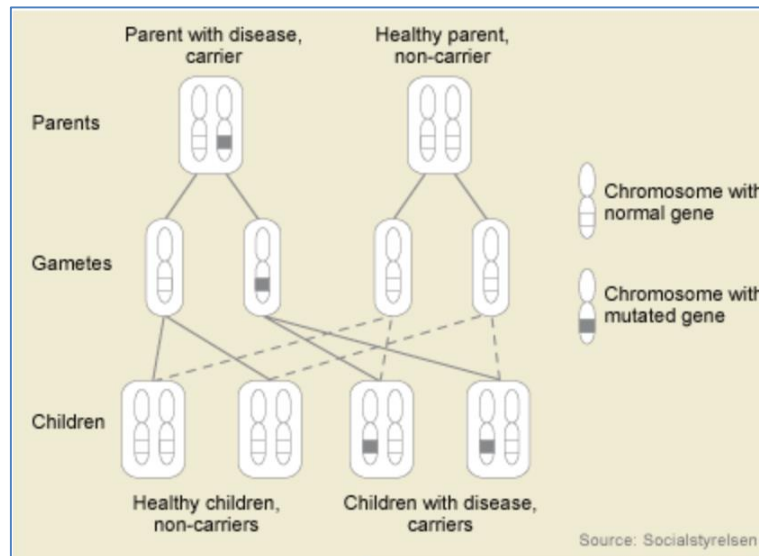 Parent with disease,
carrier
Healthy parent,
non-carrier
Parents
Chromosome with
normal gene
Gametes
Chromosome with
mutated gene
Children
Healthy children,
non-carriers
Children with disease,
carriers
Source: Socialstyrelsen